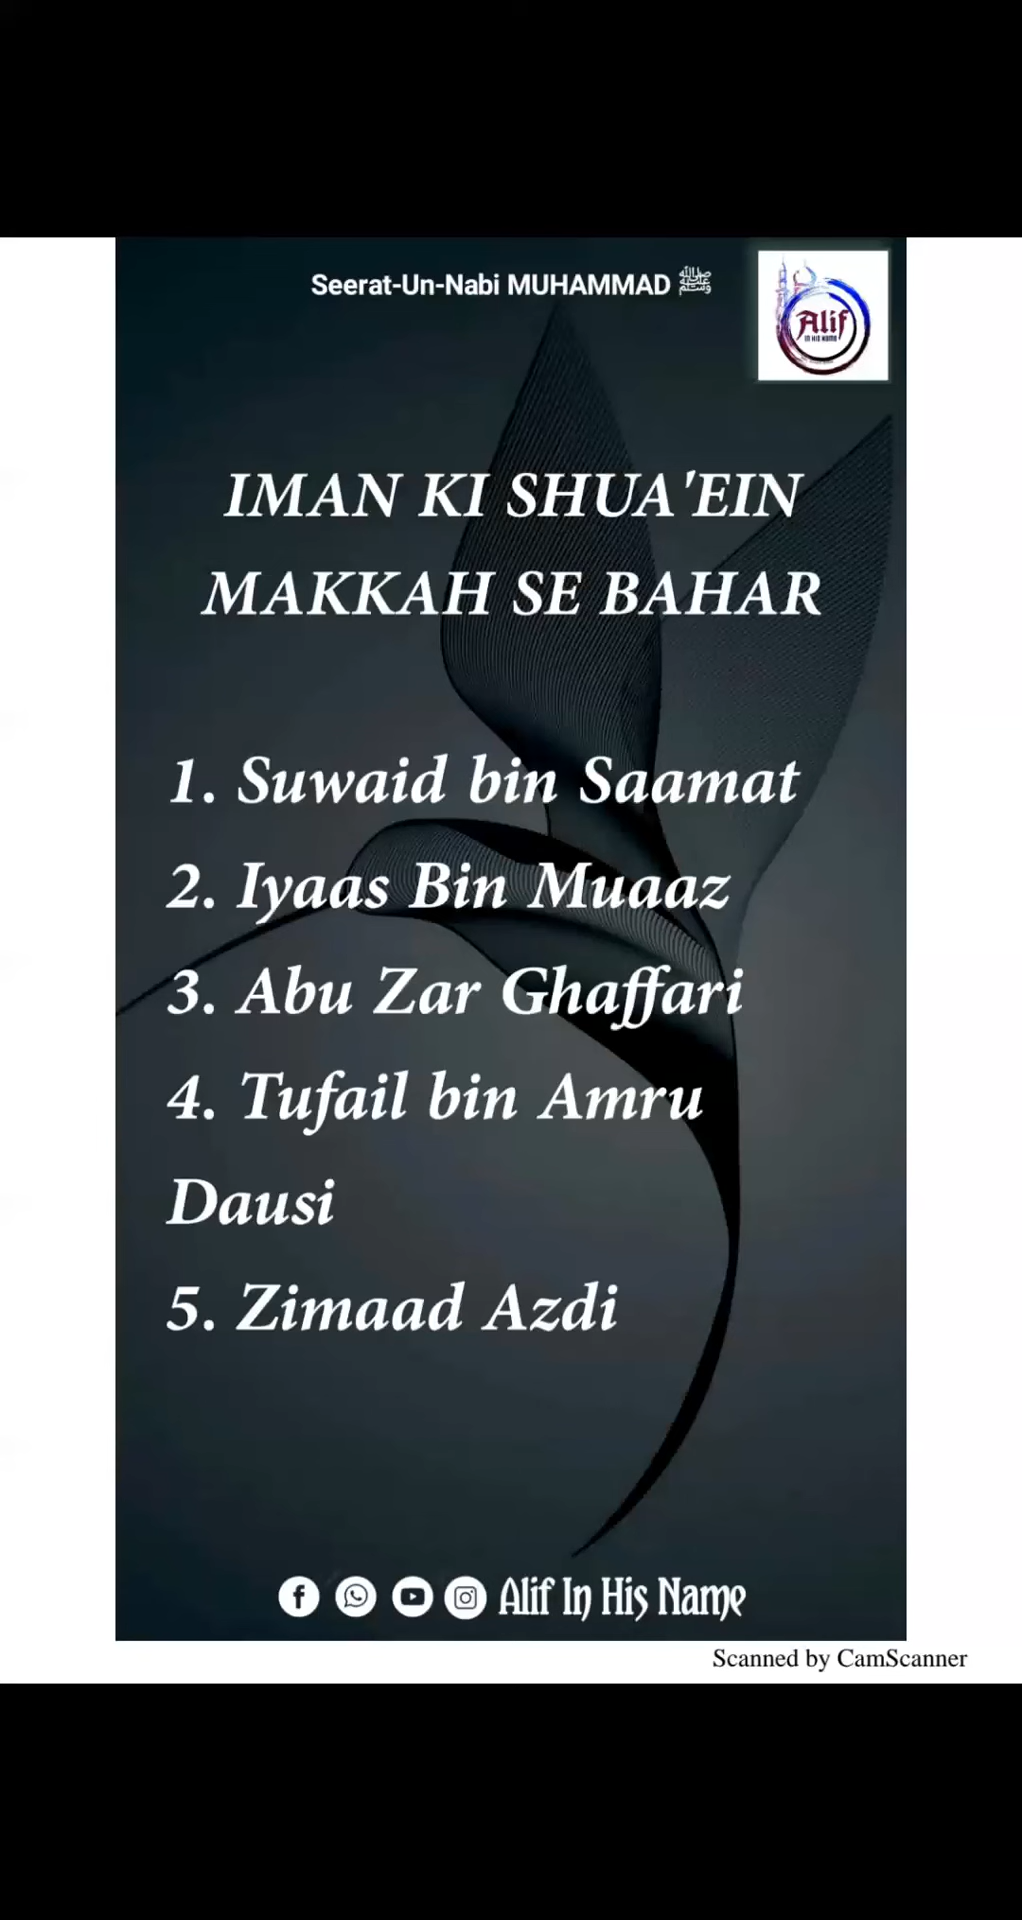 Seerat-Un-Nabi MUHAMMAD ﷺ
Alif
IN HIS NAME
IMAN KI SHUA'EIN
MAKKAH SE BAHAR
1. Suwaid bin Saamat
2. Iyaas Bin Muaaz
3. Abu Zar Ghaffari
4. Tufail bin Amru
Dausi
5. Zimaad Azdi
Alif In His Name
Scanned by CamScanner